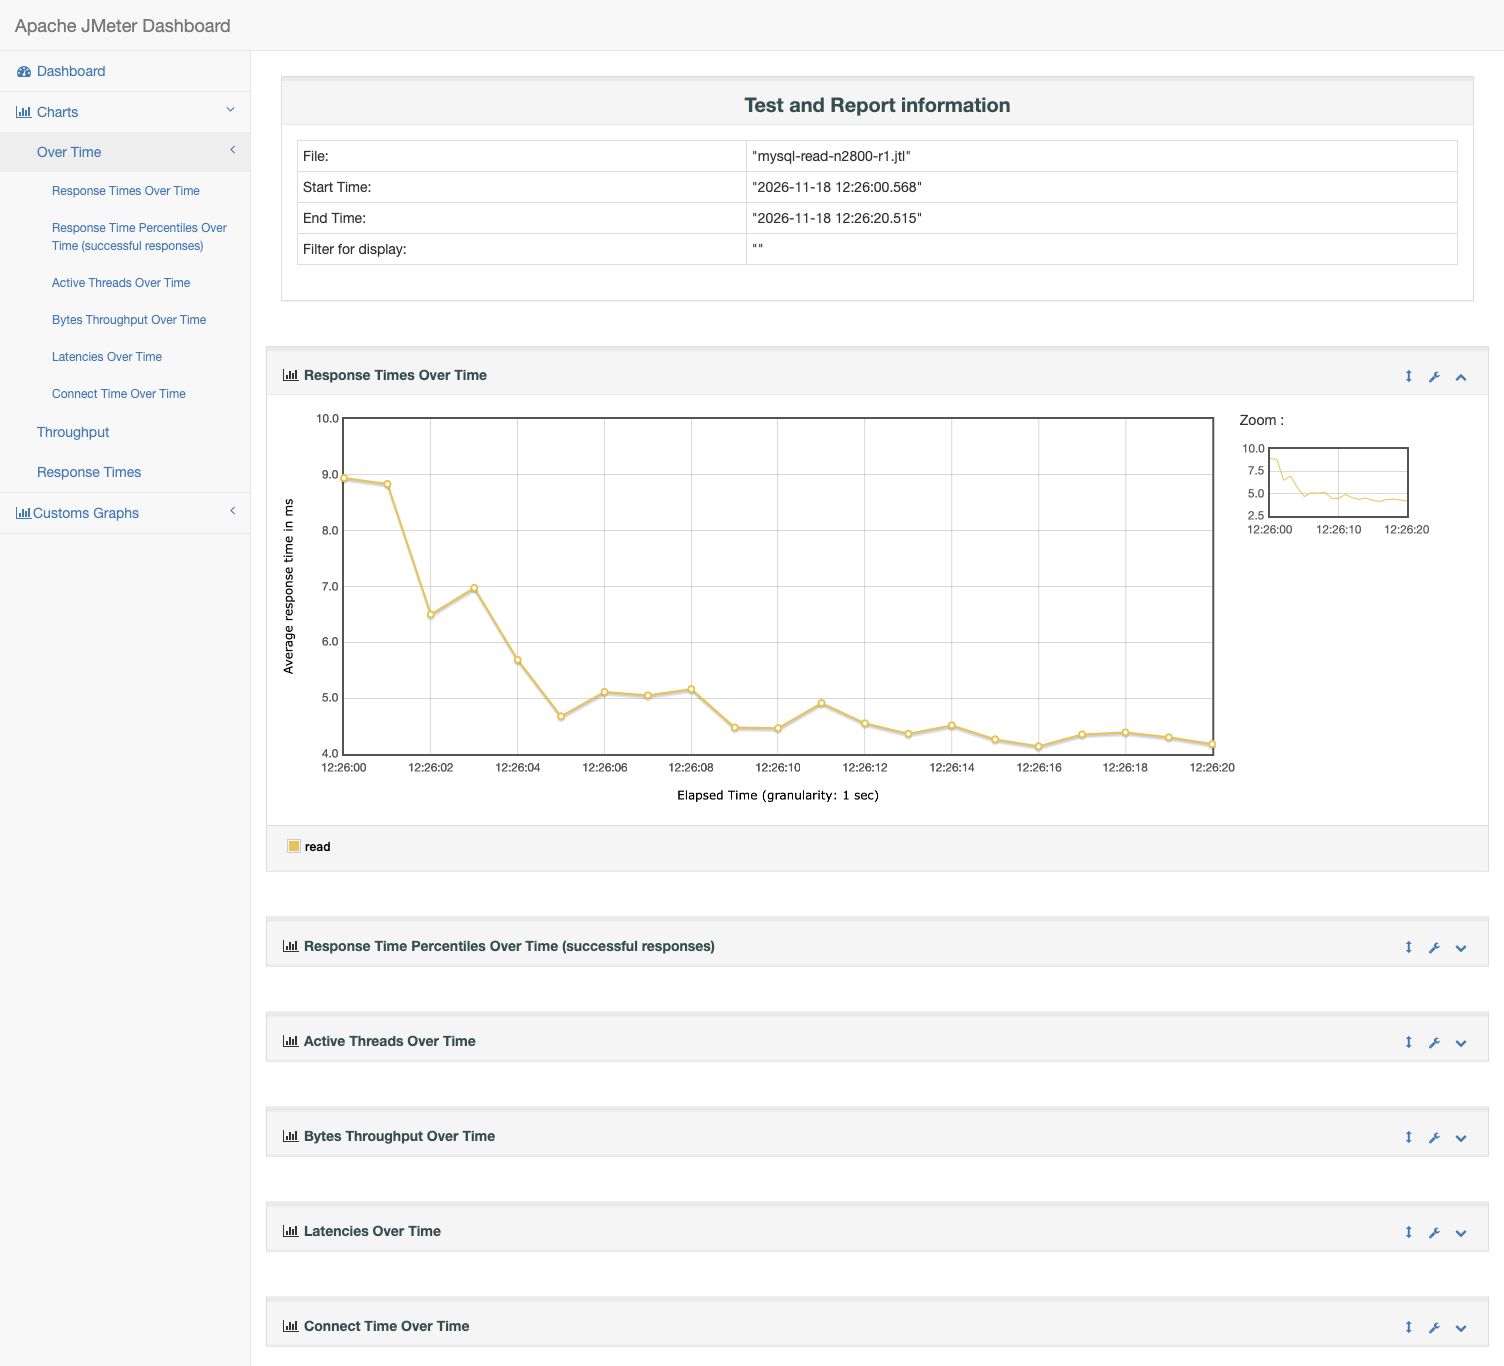 Apache JMeter Dashboard
Dashboard
Charts
Over Time
Response Times Over Time
Response Time Percentiles Over
Time (successful responses)
Active Threads Over Time
Bytes Throughput Over Time
Latencies Over Time
Connect Time Over Time
Throughput
Response Times
Customs Graphs
Test and Report information
File: "mysql-read-n2800-r1.jtl"
Start Time: "2026-11-18 12:26:00.568"
End Time: "2026-11-18 12:26:20.515"
Filter for display: ""
Response Times Over Time
10.0
9.0
8.0
7.0
6.0
5.0
4.0
Average response time in ms
12:26:00 12:26:02 12:26:04 12:26:06 12:26:08 12:26:10 12:26:12 12:26:14 12:26:16 12:26:18 12:26:20
Elapsed Time (granularity: 1 sec)
Zoom :
10.0
7.5
5.0
2.5
12:26:00 12:26:10 12:26:20
read
Response Time Percentiles Over Time (successful responses)
Active Threads Over Time
Bytes Throughput Over Time
Latencies Over Time
Connect Time Over Time